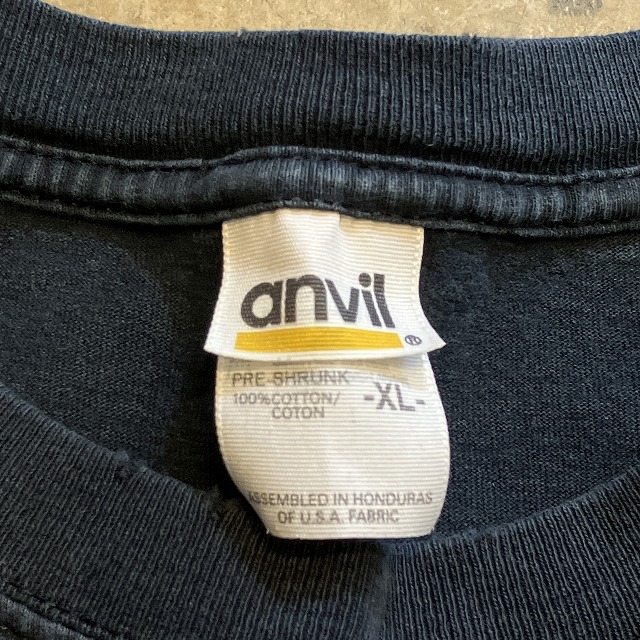 anvil®
PRE-SHRUNK
100%COTTON/
COTON
-XL-
ASSEMBLED IN HONDURAS
OF U.S.A. FABRIC